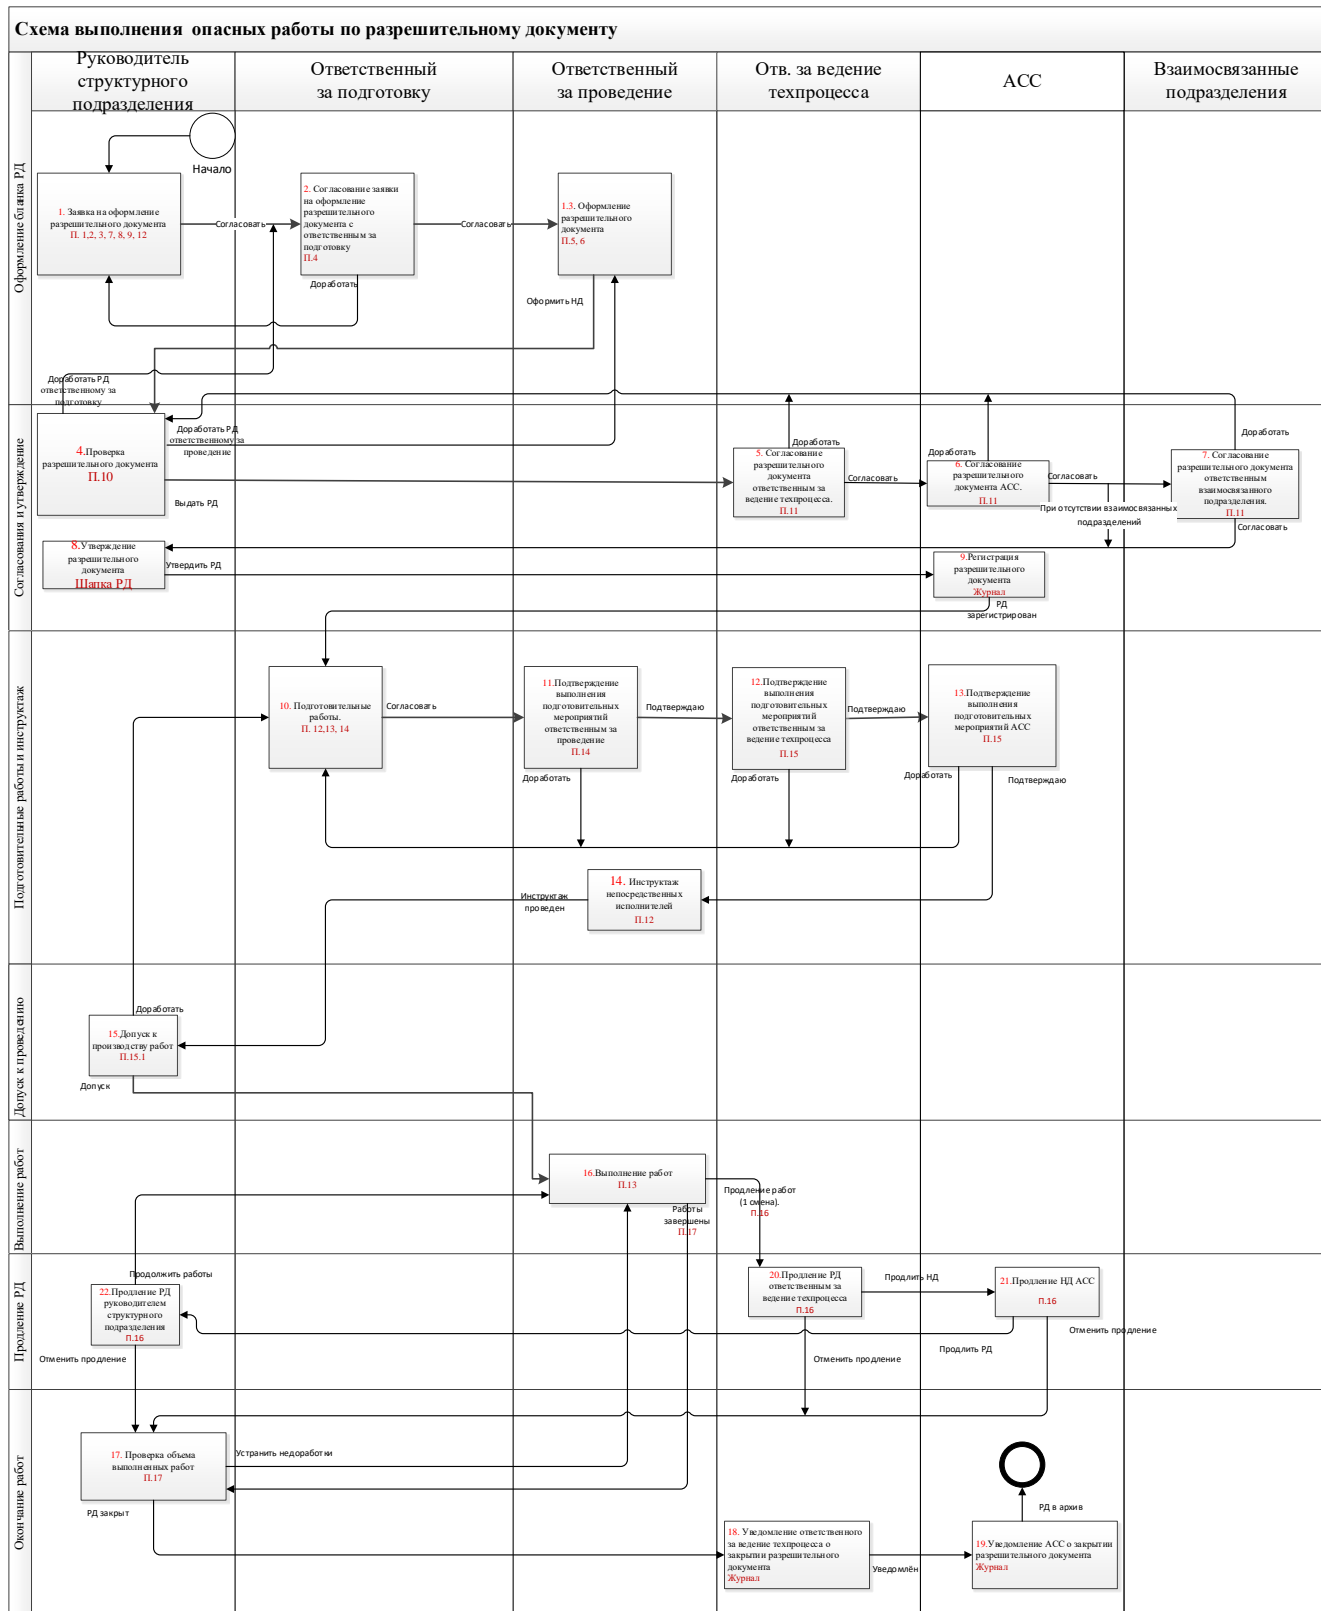 Схема выполнения опасных работы по разрешительному документу
Руководитель
структурного
подразделения
Ответственный
за подготовку
Ответственный
за проведение
Отв. за ведение
техпроцесса
АСС
Взаимосвязанные
подразделения
Оформление бланка РД
Начало
1. Заявка на оформление
разрешительного документа
П. 1,2, 3, 7, 8, 9, 12
Согласовать
2. Согласование заявки
на оформление
разрешительного
документа с
ответственным за
подготовку
П.4
Согласовать
1.3. Оформление
разрешительного
документа
П.5, 6
Доработать
Оформить НД
Доработать РД
ответственному за
подготовку
Согласования и утверждение
4.Проверка
разрешительного документа
П.10
Доработать РД
ответственному за
проведение
Выдать РД
Доработать
5. Согласование
разрешительного
документа
ответственным за
ведение техпроцесса.
П.11
Согласовать
Доработать
6. Согласование
разрешительного
документа АСС.
П.11
Согласовать
При отсутствии взаимосвязанных
подразделений
Доработать
7. Согласование
разрешительного документа
ответственным
взаимосвязанного
подразделения.
П.11
Согласовать
8.Утверждение
разрешительного
документа
Шапка РД
Утвердить РД
9.Регистрация
разрешительного
документа
Журнал
РД
зарегистрирован
Подготовительные работы и инструктаж
10. Подготовительные
работы.
П. 12,13, 14
Согласовать
11.Подтверждение
выполнения
подготовительных
мероприятий
ответственным за
проведение
П.14
Подтверждаю
12.Подтверждение
выполнения
подготовительных
мероприятий
ответственным за
ведение техпроцесса
П.15
Подтверждаю
13.Подтверждение
выполнения
подготовительных
мероприятий АСС
П.15
Доработать
Доработать
Доработать
Подтверждаю
14. Инструктаж
непосредственных
исполнителей
П.12
Инструктаж
проведен
Допуск к проведению
Доработать
15.Допуск к
производству работ
П.15.1
Допуск
Выполнение работ
16.Выполнение работ
П.13
Работы
завершены
П.17
Продление работ
(1 смена).
П.16
Продление РД
Продолжить работы
22.Продление РД
руководителем
структурного
подразделения
П.16
Отменить продление
20.Продление РД
ответственным за
ведение техпроцесса
П.16
Продлить НД
21.Продление НД АСС
П.16
Отменить продление
Продлить РД
Отменить продление
Окончание работ
17. Проверка объема
выполненных работ
П.17
Устранить недоработки
РД закрыт
18. Уведомление ответственного
за ведение техпроцесса о
закрытии разрешительного
документа
Журнал
Уведомлён
РД в архив
19.Уведомление АСС о закрытии
разрешительного документа
Журнал